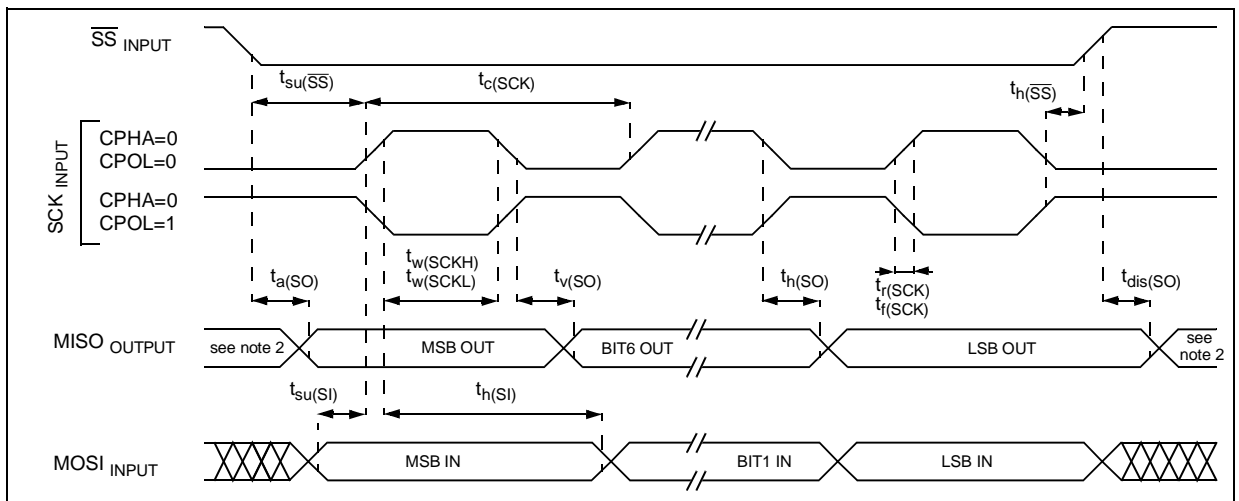 SS INPUT
tsu(SS)
tc(SCK)
th(SS)
SCK INPUT
CPHA=0
CPOL=0
CPHA=0
CPOL=1
ta(SO)
tw(SCKH)
tw(SCKL)
tv(SO)
th(SO)
tr(SCK)
tf(SCK)
tdis(SO)
MISO OUTPUT
see note 2
MSB OUT
BIT6 OUT
LSB OUT
see
note 2
tsu(SI)
th(SI)
MOSI INPUT
MSB IN
BIT1 IN
LSB IN